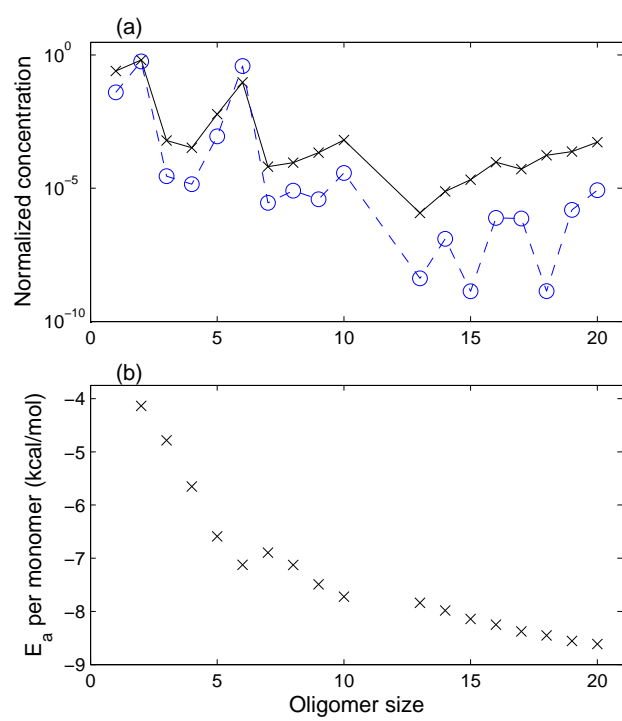 (a)
10^0
10^-5
10^-10
Normalized concentration
0 5 10 15 20
(b)
−4
−5
−6
−7
−8
−9
E_a per monomer (kcal/mol)
0 5 10 15 20
Oligomer size